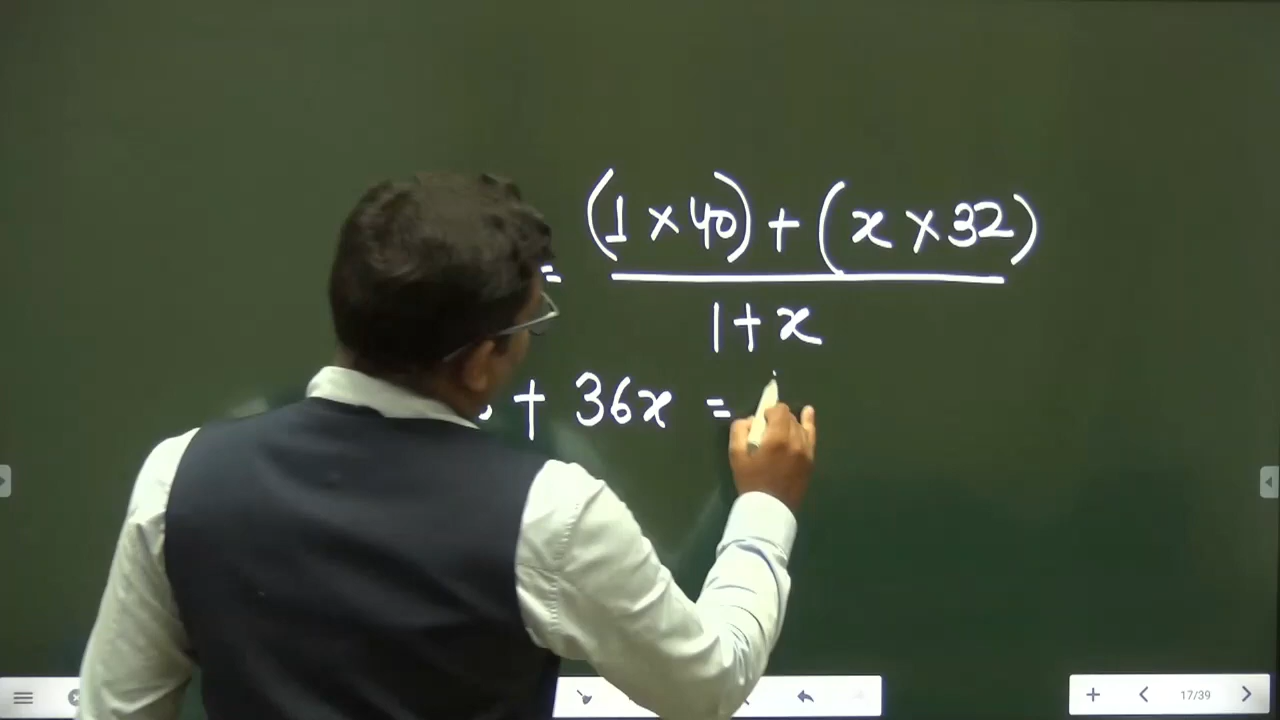 = (1 × 40) + (x × 32)
1 + x
+ 36x =
17/39